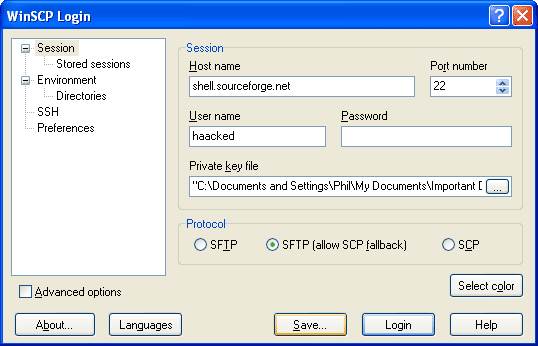 WinSCP Login
Session
Stored sessions
Environment
Directories
SSH
Preferences
Advanced options
Session
Host name
Port number
shell.sourceforge.net
22
User name
Password
haacked
Private key file
"C:\Documents and Settings\Phil\My Documents\Important D
...
Protocol
SFTP
SFTP (allow SCP fallback)
SCP
Select color
About...
Languages
Save...
Login
Help